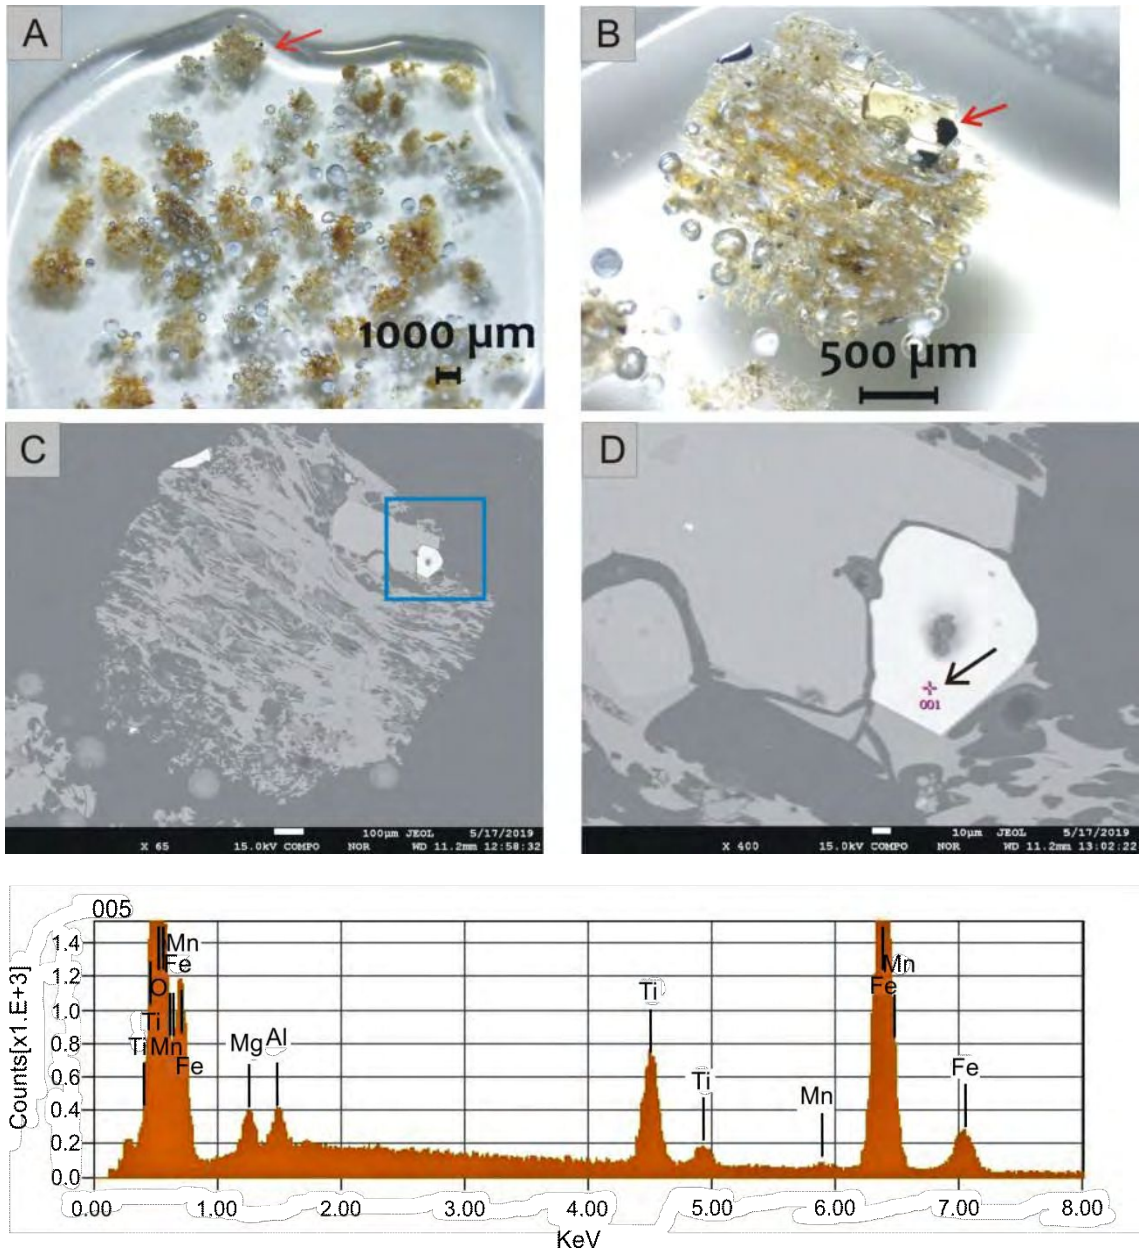 A
1000 µm
B
500 µm
C
100µm JEOL 5/17/2019
X 65 15.0kV COMPO NOR WD 11.2mm 12:58:32
D
001
10µm JEOL 5/17/2019
X 400 15.0kV COMPO NOR WD 11.2mm 13:02:22
005
Counts[x1.E+3]
1.4
1.2
1.0
0.8
0.6
0.4
0.2
0.0
Mn
Fe
O
Ti
Ti Mn
Fe
Mg
Al
Ti
Ti
Mn
Mn
Fe
Fe
0.00 1.00 2.00 3.00 4.00 5.00 6.00 7.00 8.00
KeV